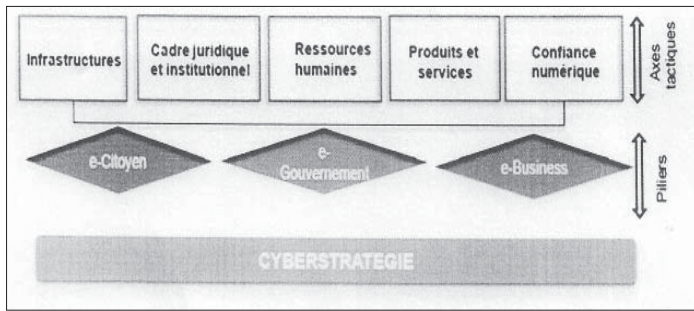 Infrastructures
Cadre juridique
et institutionnel
Ressources
humaines
Produits et
services
Confiance
numérique
Axes
tactiques
e-Citoyen
e-
Gouvernement
e-Business
Piliers
CYBERSTRATEGIE